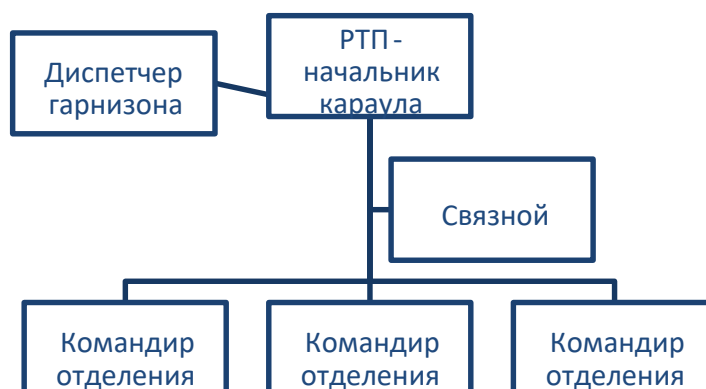 РТП -
начальник
караула
Диспетчер
гарнизона
Связной
Командир
отделения
Командир
отделения
Командир
отделения